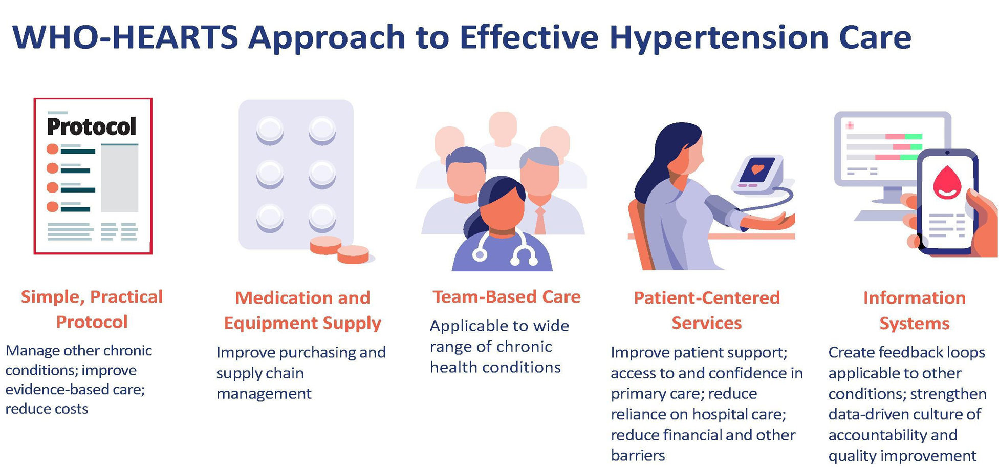 WHO-HEARTS Approach to Effective Hypertension Care
Protocol
Simple, Practical
Protocol
Manage other chronic
conditions; improve
evidence-based care;
reduce costs
Medication and
Equipment Supply
Improve purchasing and
supply chain
management
Team-Based Care
Applicable to wide
range of chronic
health conditions
Patient-Centered
Services
Improve patient support;
access to and confidence in
primary care; reduce
reliance on hospital care;
reduce financial and other
barriers
Information
Systems
Create feedback loops
applicable to other
conditions; strengthen
data-driven culture of
accountability and
quality improvement